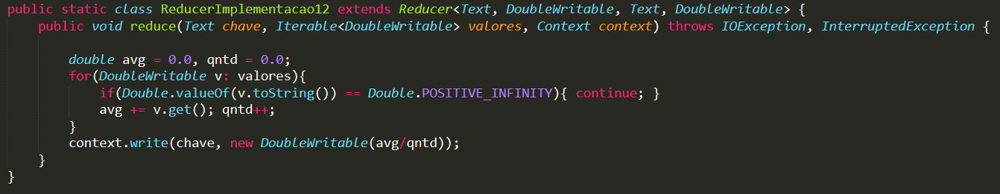 public static class ReducerImplementacao12 extends Reducer<Text, DoubleWritable, Text, DoubleWritable> {
    public void reduce(Text chave, Iterable<DoubleWritable> valores, Context context) throws IOException, InterruptedException {

        double avg = 0.0, qntd = 0.0;
        for(DoubleWritable v: valores){
            if(Double.valueOf(v.toString()) == Double.POSITIVE_INFINITY){ continue; }
            avg += v.get(); qntd++;
        }
        context.write(chave, new DoubleWritable(avg/qntd));
    }
}